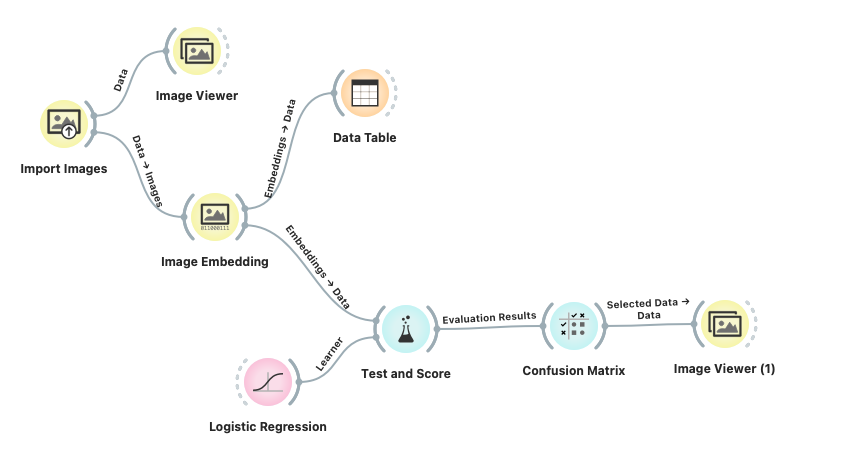 Data
Image Viewer
Import Images
Data → Images
Embeddings → Data
Data Table
011000111
Image Embedding
Embeddings → Data
Learner
Logistic Regression
Test and Score
Evaluation Results
Confusion Matrix
Selected Data →
Data
Image Viewer (1)